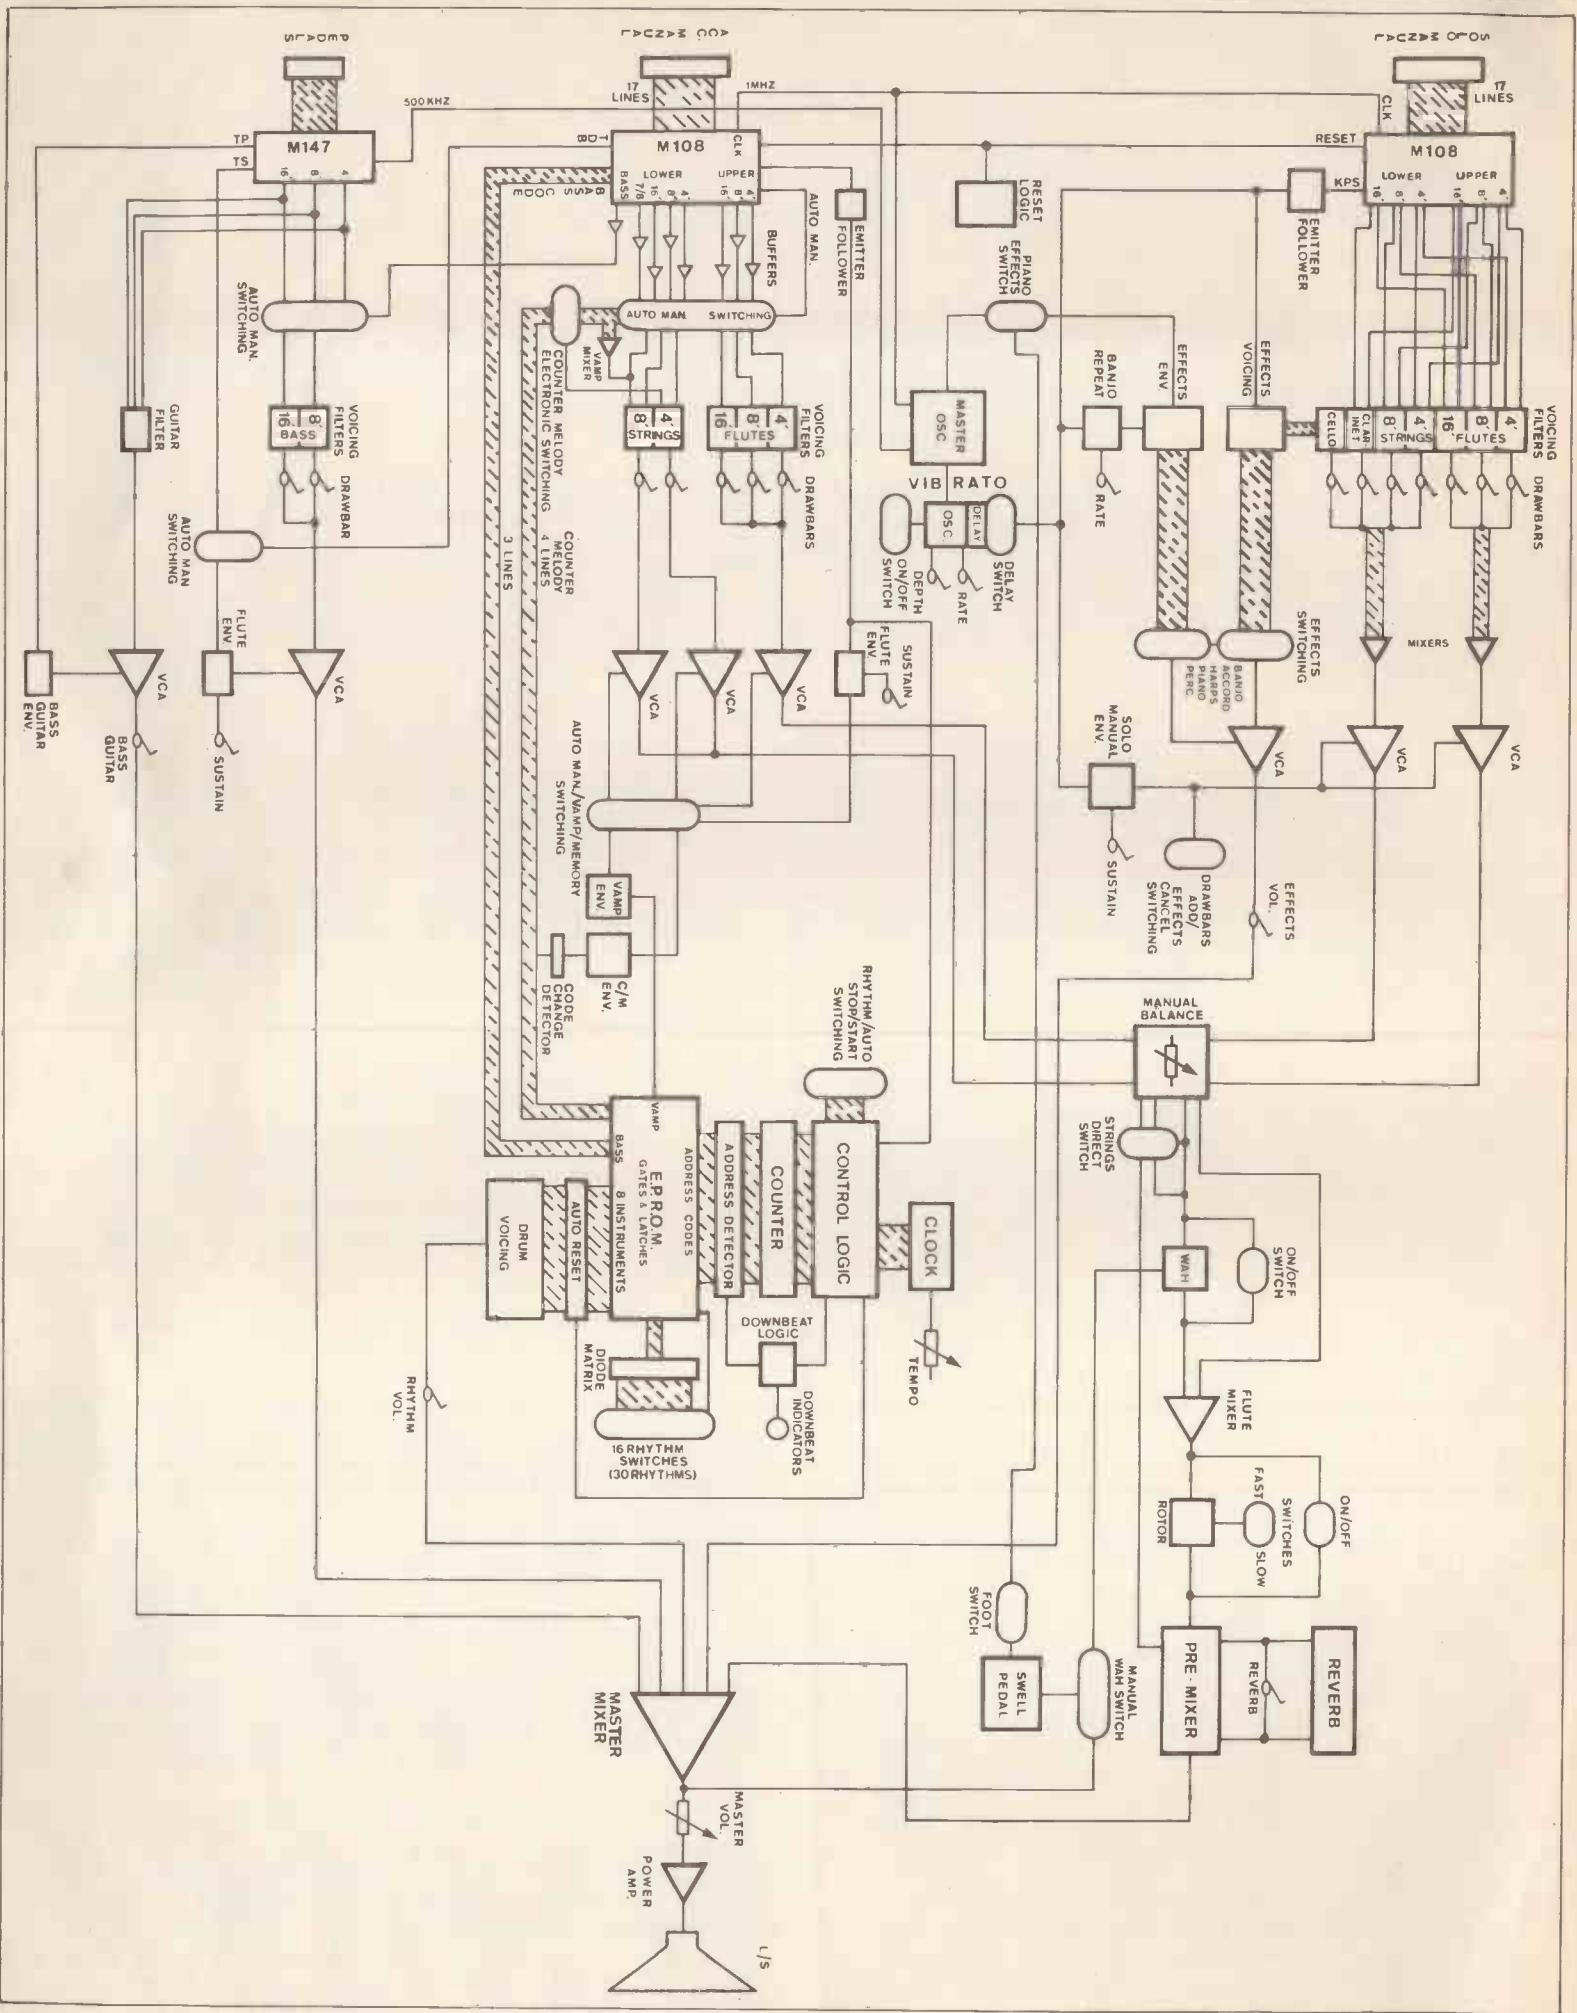 PEDALS
ACC MANUAL
SOLO MANUAL
17
LINES
17
LINES
500KHZ
1MHZ
CLK
TP
TS
M147
16'
8'
4'
TDB
M108
CLK
LOWER
UPPER
BASS
7/8
16'
8'
4'
16'
8'
4'
BASS CODE
RESET
M108
KPS
LOWER
UPPER
16'
8'
4'
16'
8'
4'
RESET
LOGIC
EMITTER
FOLLOWER
EMITTER
FOLLOWER
AUTO MAN.
BUFFERS
AUTO MAN.
SWITCHING
AUTO MAN.
SWITCHING
PIANO
EFFECTS
SWITCH
VAMP
MIXER
COUNTER MELODY
ELECTRONIC SWITCHING
GUITAR
FILTER
16'
8'
BASS
VOICING
FILTERS
DRAWBAR
8'
4'
STRINGS
16'
8'
4'
FLUTES
VOICING
FILTERS
DRAWBARS
MASTER
OSC
BANJO
REPEAT
RATE
EFFECTS
ENV.
EFFECTS
VOICING
CELLO
CLAR-
INET
8'
4'
STRINGS
16'
8'
4'
FLUTES
VOICING
FILTERS
DRAWBARS
VIBRATO
OSC.
DELAY
ON/OFF
SWITCH
DEPTH
RATE
DELAY
SWITCH
AUTO MAN
SWITCHING
3 LINES
COUNTER
MELODY
4 LINES
FLUTE
ENV.
SUSTAIN
VCA
BASS
GUITAR
ENV.
VCA
BASS
GUITAR
FLUTE
ENV.
SUSTAIN
VCA
VCA
VCA
VCA
EFFECTS
SWITCHING
BANJO
ACCORD
HARPS
PIANO
PERC.
MIXERS
VCA
VCA
VCA
SOLO
MANUAL
ENV.
SUSTAIN
DRAWBARS
ADD/
EFFECTS
CANCEL
SWITCHING
EFFECTS
VOL.
AUTO MAN./VAMP/MEMORY
SWITCHING
VAMP
ENV.
C/M
ENV.
CODE
CHANGE
DETECTOR
RHYTHM/AUTO
STOP/START
SWITCHING
MANUAL
BALANCE
STRINGS
DIRECT
SWITCH
VAMP
BASS
E.P.R.O.M.
GATES & LATCHES
ADDRESS CODES
8 INSTRUMENTS
ADDRESS DETECTOR
COUNTER
CONTROL LOGIC
CLOCK
TEMPO
DRUM
VOICING
AUTO RESET
DOWNBEAT
LOGIC
DOWNBEAT
INDICATORS
DIODE
MATRIX
16 RHYTHM
SWITCHES
(30 RHYTHMS)
RHYTHM
VOL.
WAH
ON/OFF
SWITCH
FLUTE
MIXER
ROTOR
FAST
SLOW
SWITCHES
ON/OFF
FOOT
SWITCH
SWELL
PEDAL
MANUAL
WAH SWITCH
PRE-MIXER
REVERB
REVERB
MASTER
MIXER
MASTER
VOL.
POWER
AMP.
L/S